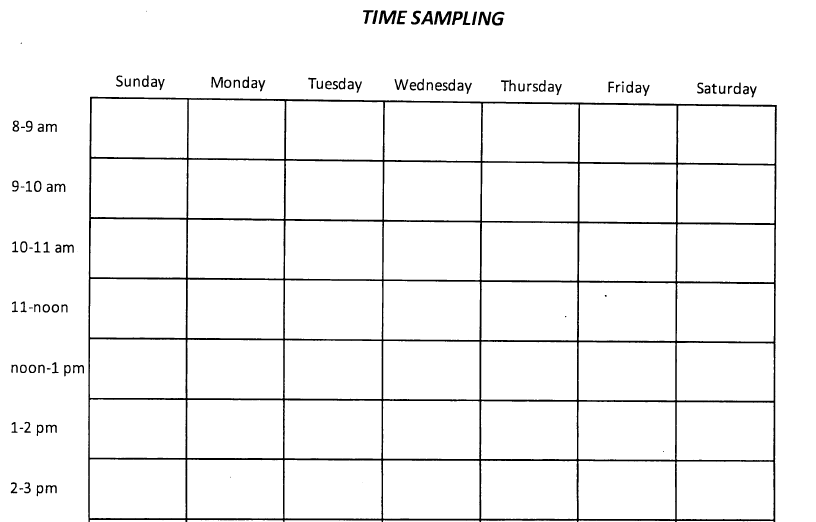 TIME SAMPLING
Sunday Monday Tuesday Wednesday Thursday Friday Saturday
8-9 am
9-10 am
10-11 am
11-noon
noon-1 pm
1-2 pm
2-3 pm